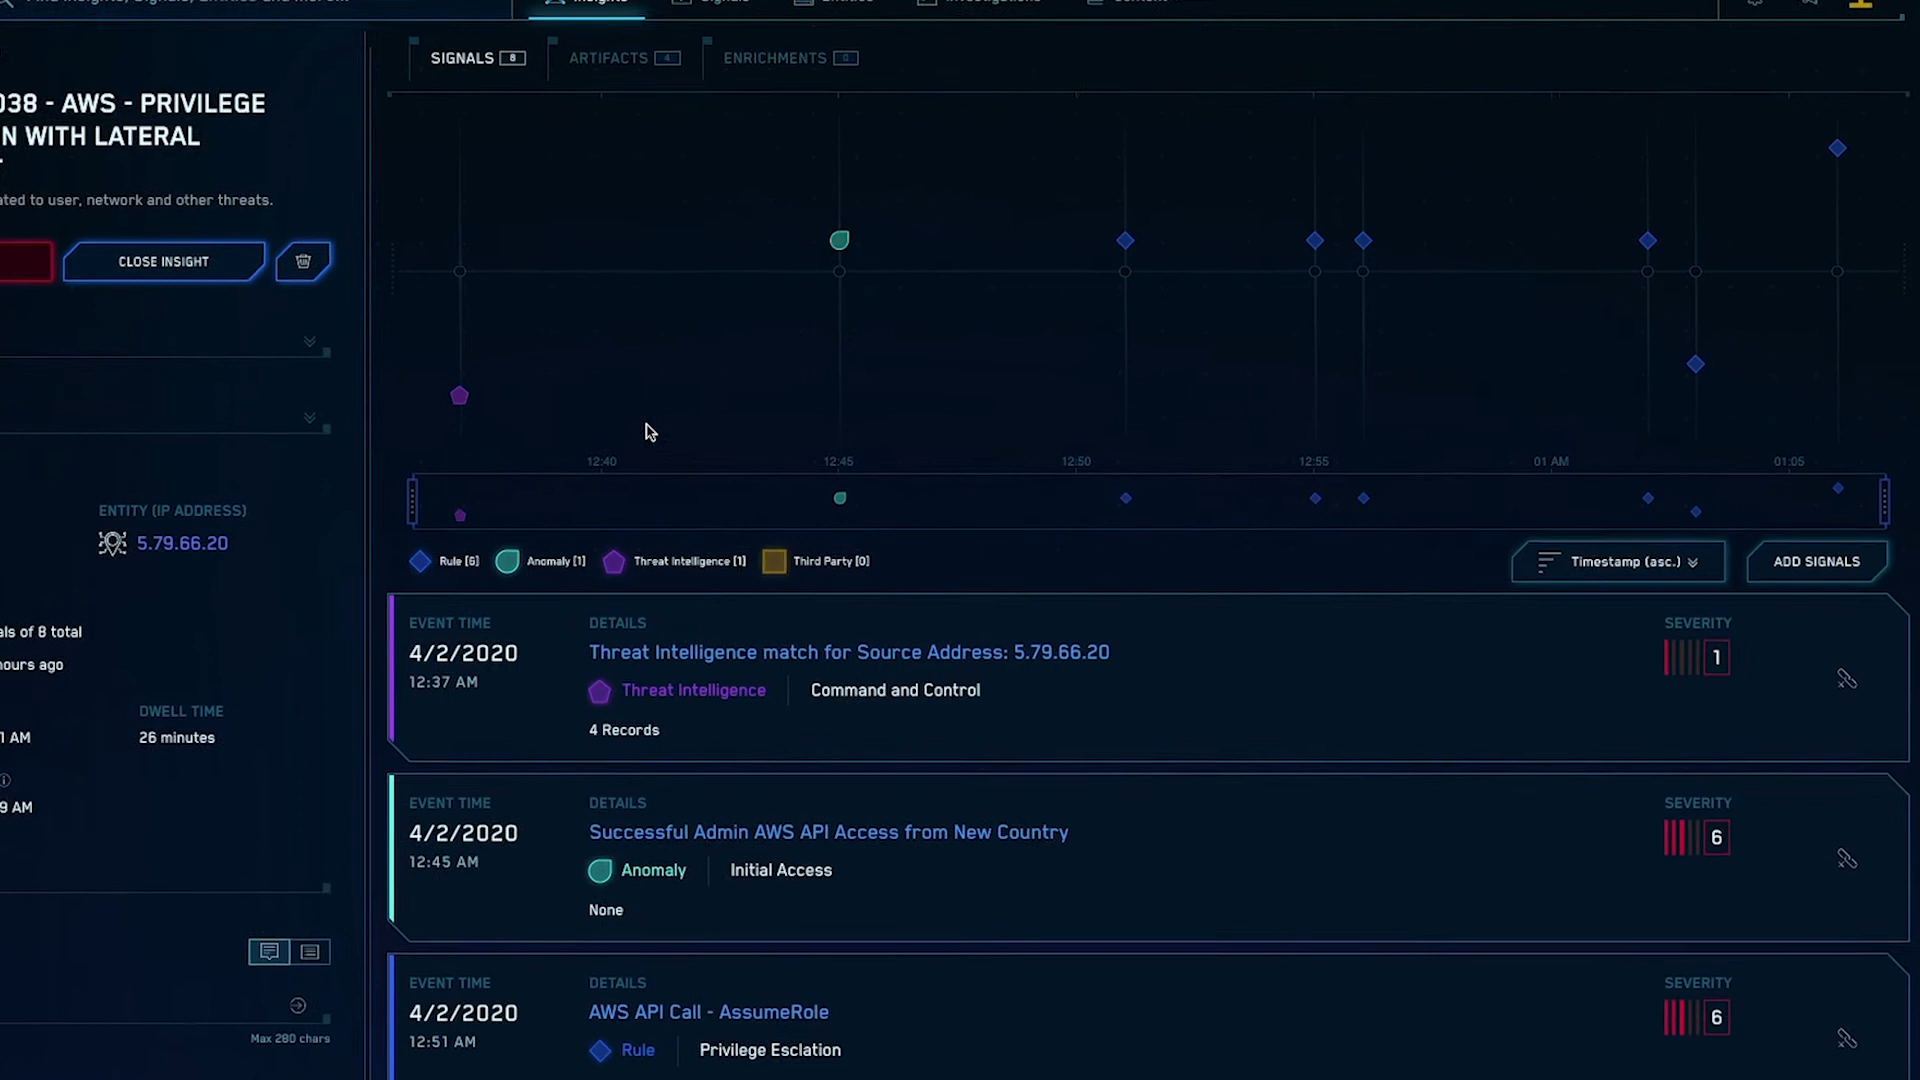 Insights
SIGNALS 8
ARTIFACTS 4
ENRICHMENTS 0
038 - AWS - PRIVILEGE
N WITH LATERAL
ated to user, network and other threats.
CLOSE INSIGHT
ENTITY (IP ADDRESS)
5.79.66.20
als of 8 total
hours ago
DWELL TIME
1 AM
26 minutes
9 AM
Max 280 chars
12:40
12:45
12:50
12:55
01 AM
01:05
Rule [6]
Anomaly [1]
Threat Intelligence [1]
Third Party [0]
Timestamp (asc.)
ADD SIGNALS
EVENT TIME
4/2/2020
12:37 AM
DETAILS
Threat Intelligence match for Source Address: 5.79.66.20
Threat Intelligence
Command and Control
4 Records
SEVERITY
1
EVENT TIME
4/2/2020
12:45 AM
DETAILS
Successful Admin AWS API Access from New Country
Anomaly
Initial Access
None
SEVERITY
6
EVENT TIME
4/2/2020
12:51 AM
DETAILS
AWS API Call - AssumeRole
Rule
Privilege Esclation
SEVERITY
6